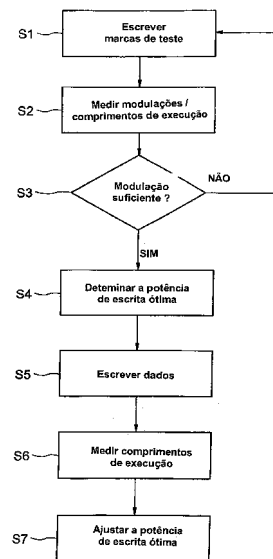 S1
Escrever
marcas de teste
S2
Medir modulações /
comprimentos de execução
S3
Modulação
suficiente ?
NÃO
SIM
S4
Deteminar a potência
de escrita ótima
S5
Escrever dados
S6
Medir comprimentos
de execução
S7
Ajustar a potência
de escrita ótima